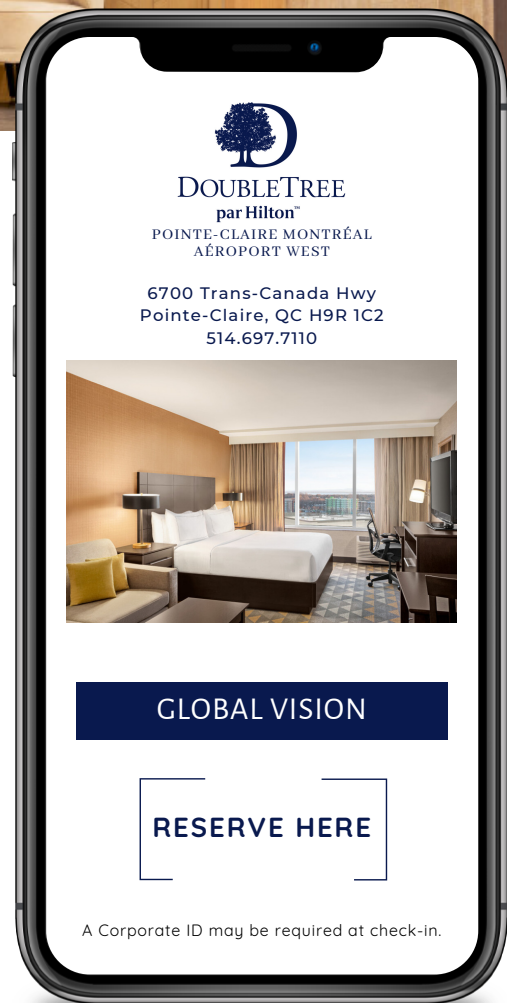 DOUBLETREE
par Hilton™
POINTE-CLAIRE MONTRÉAL
AÉROPORT WEST
6700 Trans-Canada Hwy
Pointe-Claire, QC H9R 1C2
514.697.7110
GLOBAL VISION
RESERVE HERE
A Corporate ID may be required at check-in.